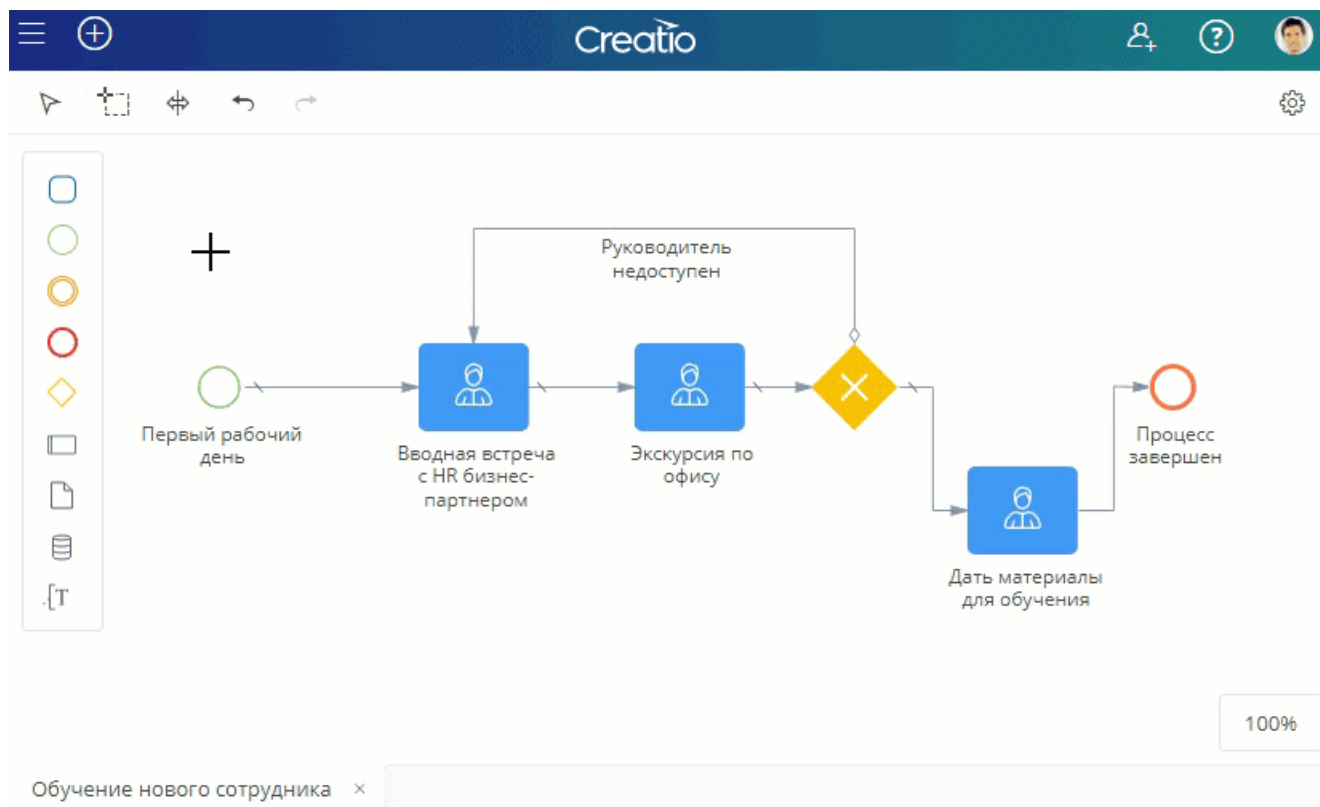 Creatio
Руководитель
недоступен
Первый рабочий
день
Вводная встреча
с HR бизнес-
партнером
Экскурсия по
офису
Процесс
завершен
Дать материалы
для обучения
T
100%
Обучение нового сотрудника ×